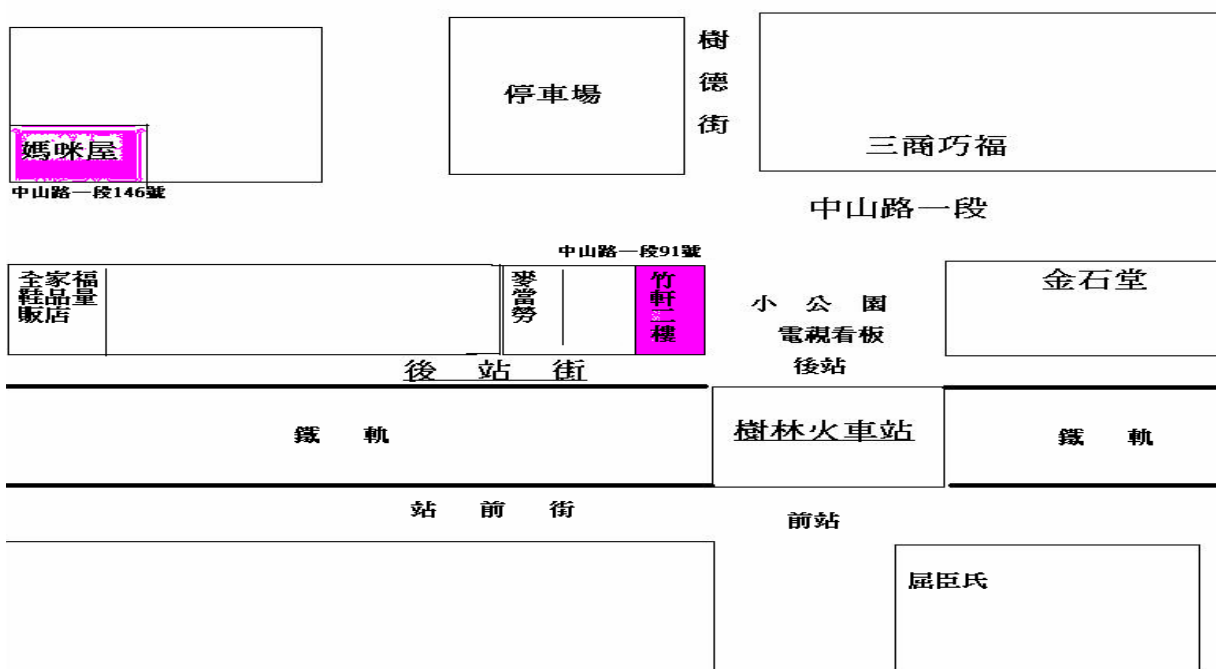 樹德街
停車場
三商巧福
媽咪屋
中山路一段146號
中山路一段
中山路一段91號
全家福
鞋品量
販店
麥當勞
竹軒二樓
小公園
電視看板
後站
金石堂
後站街
鐵軌
樹林火車站
鐵軌
站前街
前站
屈臣氏